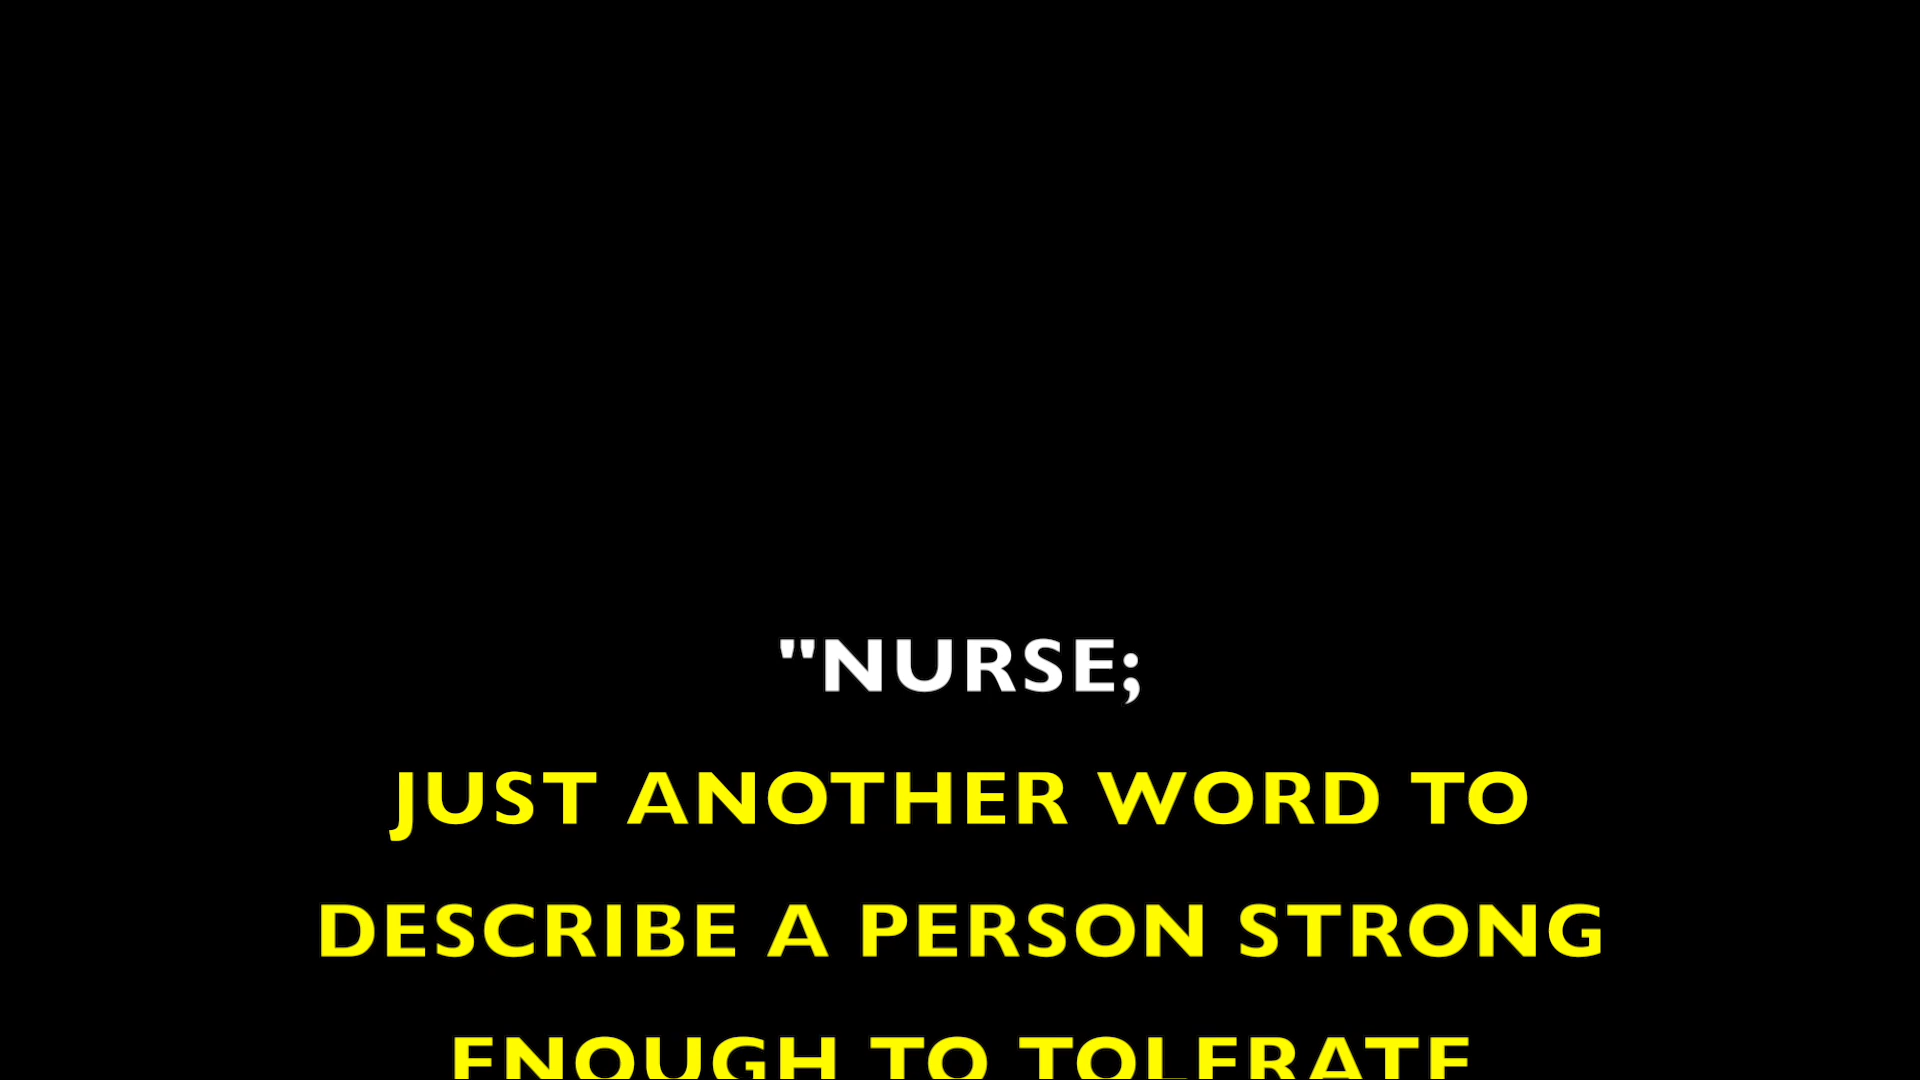 "NURSE;
JUST ANOTHER WORD TO
DESCRIBE A PERSON STRONG
ENOUGH TO TOLERATE